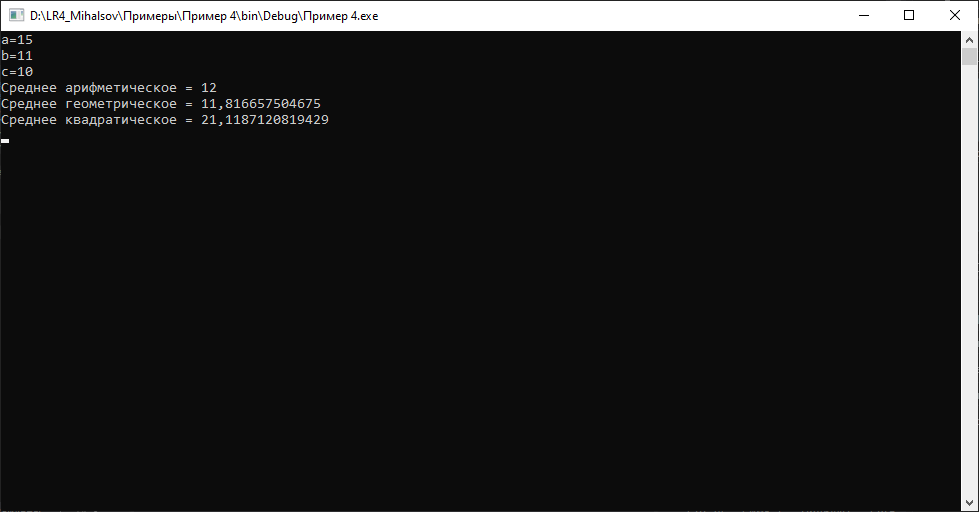 D:\LR4_Mihalsov\Примеры\Пример 4\bin\Debug\Пример 4.exe
a=15
b=11
c=10
Среднее арифметическое = 12
Среднее геометрическое = 11,816657504675
Среднее квадратическое = 21,1187120819429